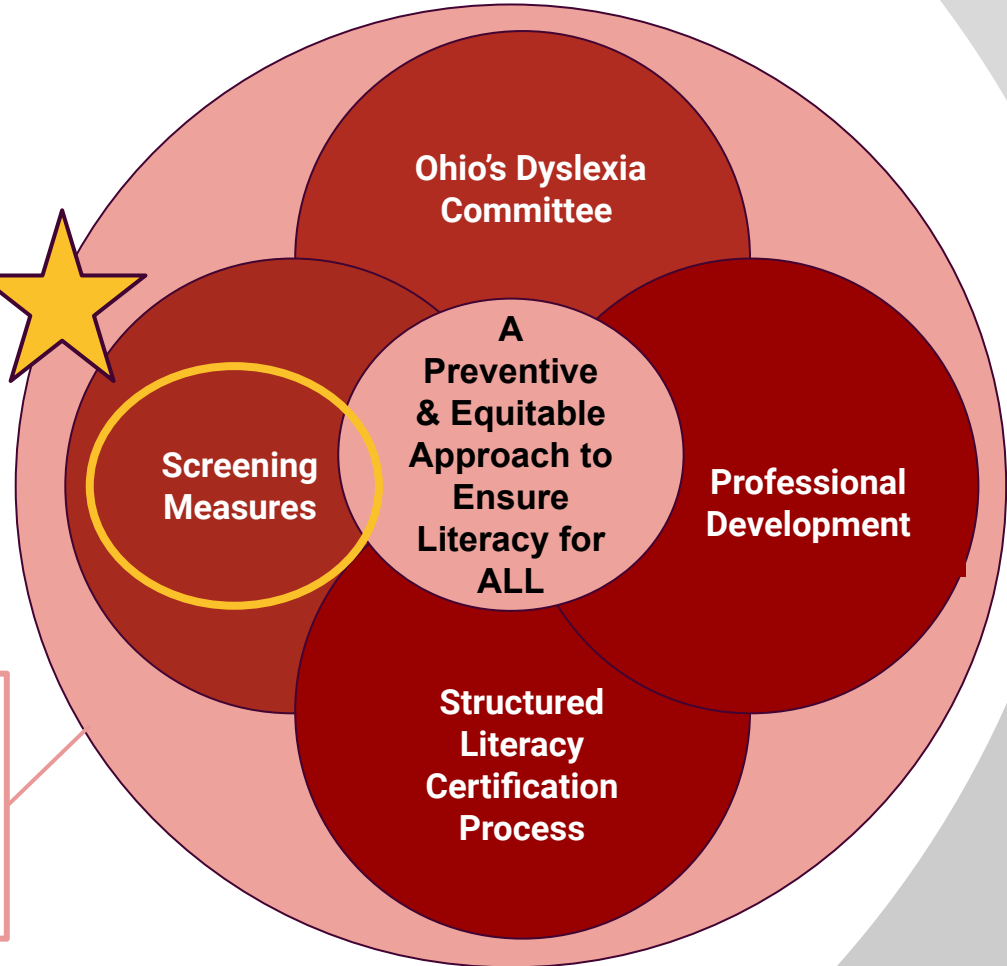 Ohio's Dyslexia
Committee
A
Preventive
& Equitable
Approach to
Ensure
Literacy for
ALL
Screening
Measures
Professional
Development
Structured
Literacy
Certification
Process